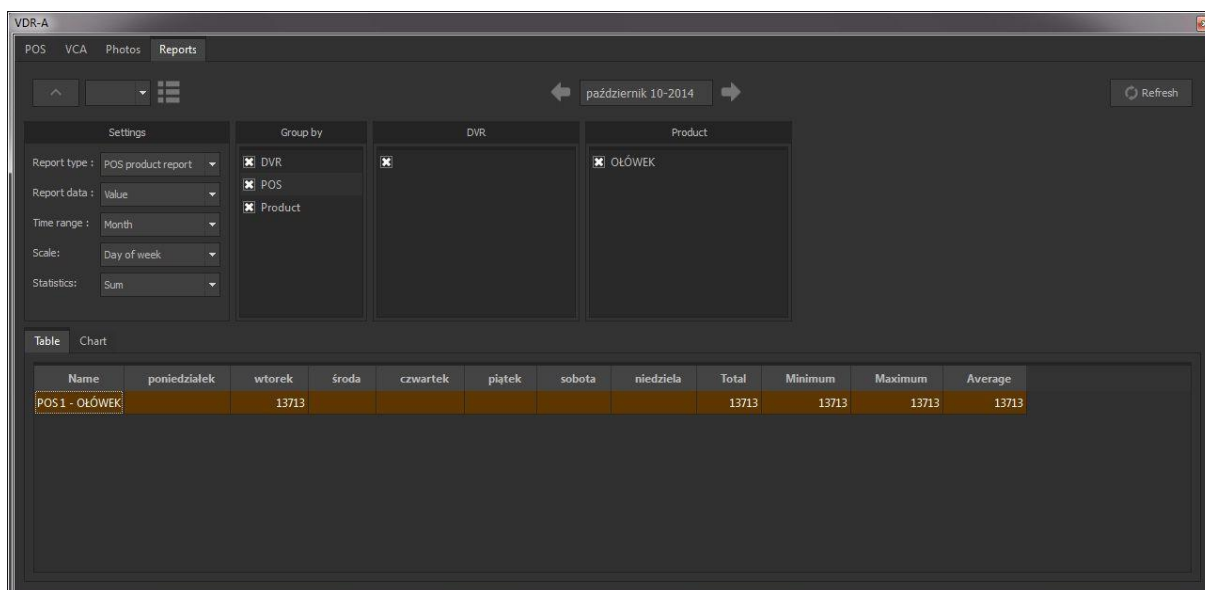 VDR-A
POS VCA Photos Reports
październik 10-2014 Refresh
Settings Group by DVR Product
Report type : POS product report DVR OŁÓWEK
Report data : Value POS
Time range : Month Product
Scale: Day of week
Statistics: Sum
Table Chart
Name poniedziałek wtorek środa czwartek piątek sobota niedziela Total Minimum Maximum Average
POS 1 - OŁÓWEK 13713 13713 13713 13713 13713